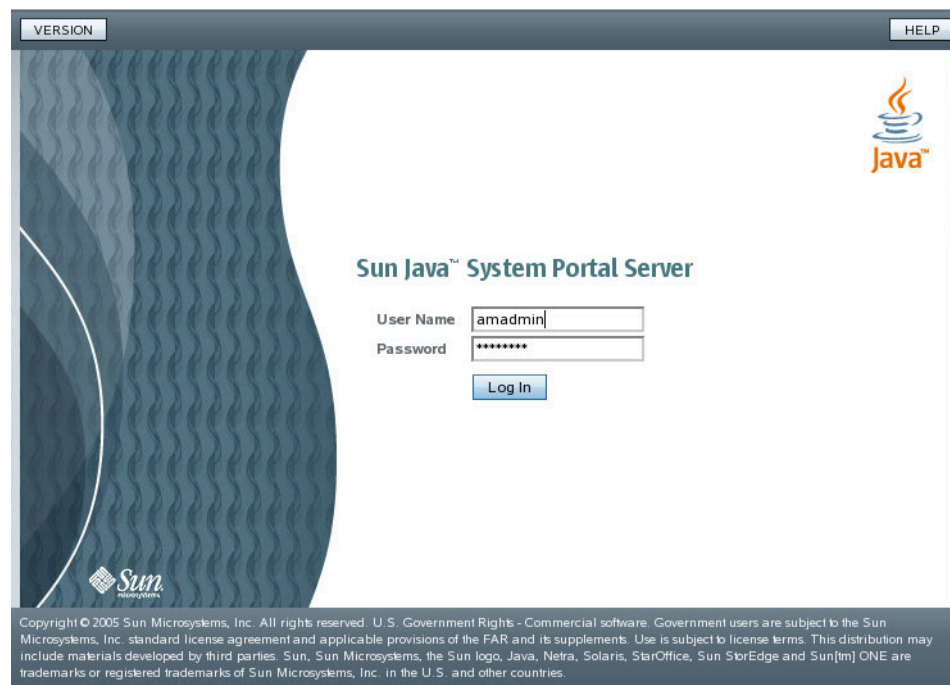 VERSION
HELP
Java™
Sun Java™ System Portal Server
User Name amadmin
Password ********
Log In
Sun
microsystems
Copyright © 2005 Sun Microsystems, Inc. All rights reserved. U.S. Government Rights - Commercial software. Government users are subject to the Sun
Microsystems, Inc. standard license agreement and applicable provisions of the FAR and its supplements. Use is subject to license terms. This distribution may
include materials developed by third parties. Sun, Sun Microsystems, the Sun logo, Java, Netra, Solaris, StarOffice, Sun StorEdge and Sun[tm] ONE are
trademarks or registered trademarks of Sun Microsystems, Inc. in the U.S. and other countries.